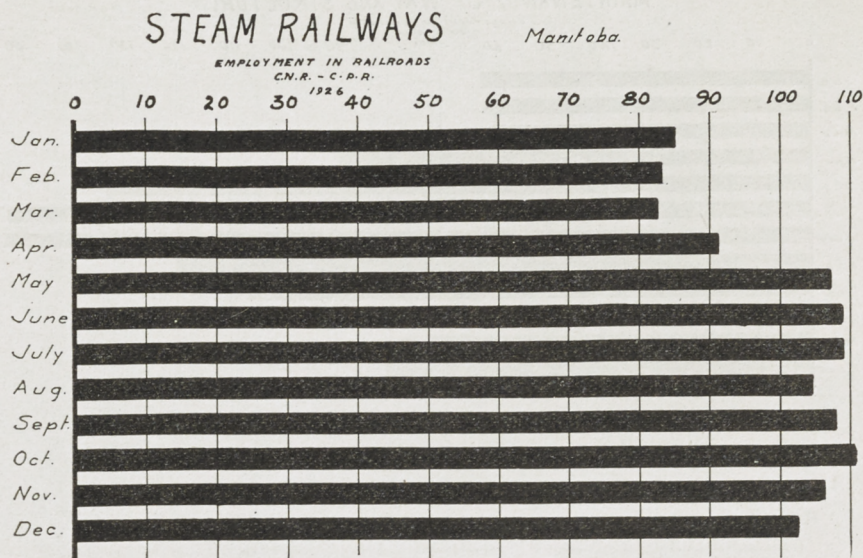 STEAM RAILWAYS Manitoba.
EMPLOYMENT IN RAILROADS
C.N.R. - C.P.R.
1926
0 10 20 30 40 50 60 70 80 90 100 110
Jan.
Feb.
Mar.
Apr.
May
June
July
Aug.
Sept.
Oct.
Nov.
Dec.